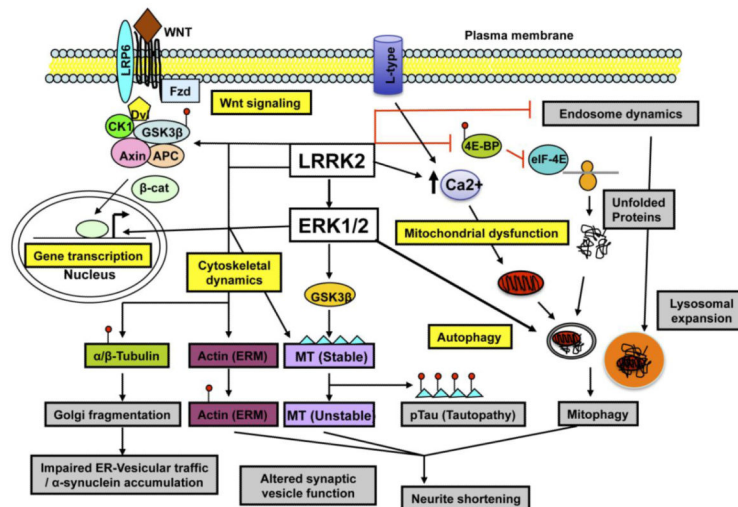 WNT
Plasma membrane
LRP6
L-type
Fzd
Wnt signaling
Dvl
CK1
GSK3β
Axin
APC
Endosome dynamics
4E-BP
eIF-4E
LRRK2
Ca2+
β-cat
Unfolded
Proteins
ERK1/2
Mitochondrial dysfunction
Gene transcription
Nucleus
Cytoskeletal
dynamics
GSK3β
Lysosomal
expansion
Autophagy
α/β-Tubulin
Actin (ERM)
MT (Stable)
Golgi fragmentation
Actin (ERM)
MT (Unstable)
pTau (Tautopathy)
Mitophagy
Impaired ER-Vesicular traffic
/ α-synuclein accumulation
Altered synaptic
vesicle function
Neurite shortening